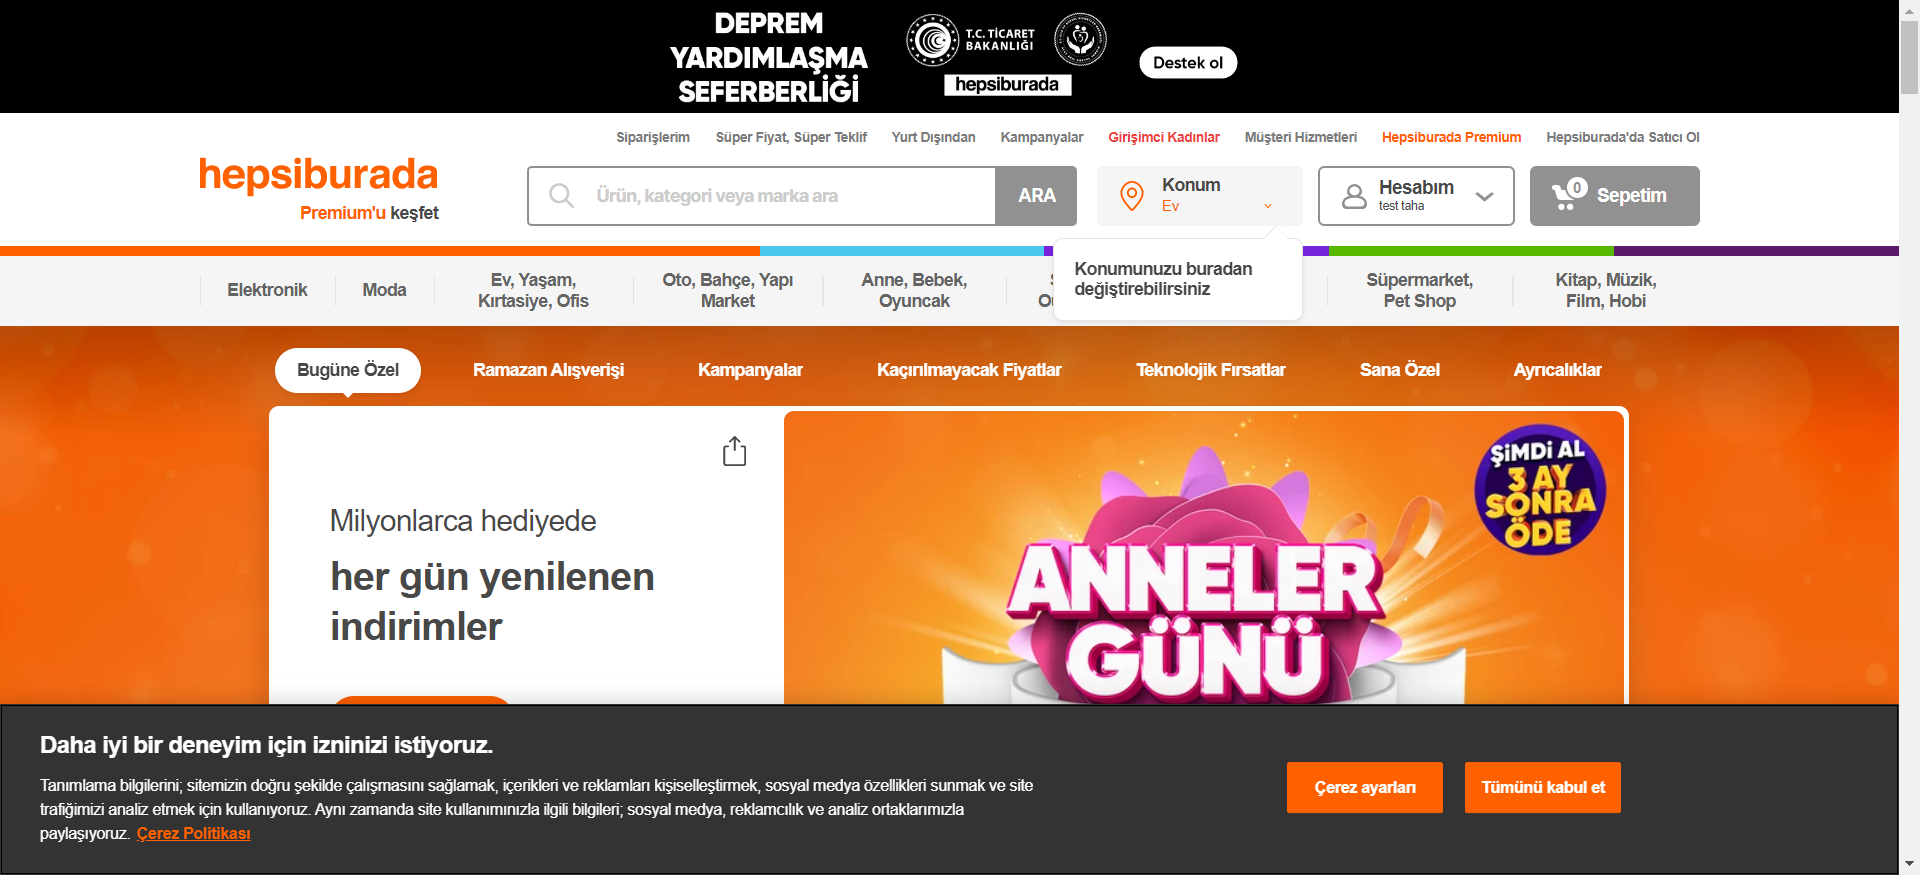 DEPREM
YARDIMLAŞMA
SEFERBERLİĞİ
T.C. TİCARET
BAKANLIĞI
hepsiburada
Destek ol
Siparişlerim
Süper Fiyat, Süper Teklif
Yurt Dışından
Kampanyalar
Girişimci Kadınlar
Müşteri Hizmetleri
Hepsiburada Premium
Hepsiburada'da Satıcı Ol
hepsiburada
Premium'u keşfet
Ürün, kategori veya marka ara
ARA
Konum
Ev
Hesabım
test taha
0
Sepetim
Konumunuzu buradan
değiştirebilirsiniz
Elektronik
Moda
Ev, Yaşam,
Kırtasiye, Ofis
Oto, Bahçe, Yapı
Market
Anne, Bebek,
Oyuncak
Süpermarket,
Pet Shop
Kitap, Müzik,
Film, Hobi
Bugüne Özel
Ramazan Alışverişi
Kampanyalar
Kaçırılmayacak Fiyatlar
Teknolojik Fırsatlar
Sana Özel
Ayrıcalıklar
Milyonlarca hediyede
her gün yenilenen
indirimler
ŞİMDİ AL
3 AY
SONRA
ÖDE
ANNELER
GÜNÜ
Daha iyi bir deneyim için izninizi istiyoruz.
Tanımlama bilgilerini; sitemizin doğru şekilde çalışmasını sağlamak, içerikleri ve reklamları kişiselleştirmek, sosyal medya özellikleri sunmak ve site
trafiğimizi analiz etmek için kullanıyoruz. Aynı zamanda site kullanımınızla ilgili bilgileri; sosyal medya, reklamcılık ve analiz ortaklarımızla
paylaşıyoruz. Çerez Politikası
Çerez ayarları
Tümünü kabul et